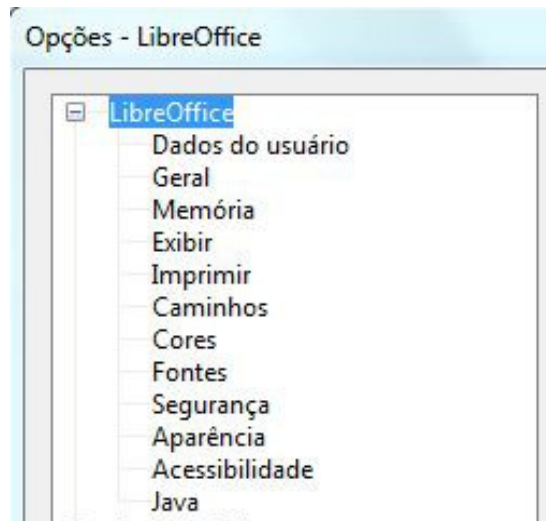 Opções - LibreOffice
LibreOffice
Dados do usuário
Geral
Memória
Exibir
Imprimir
Caminhos
Cores
Fontes
Segurança
Aparência
Acessibilidade
Java